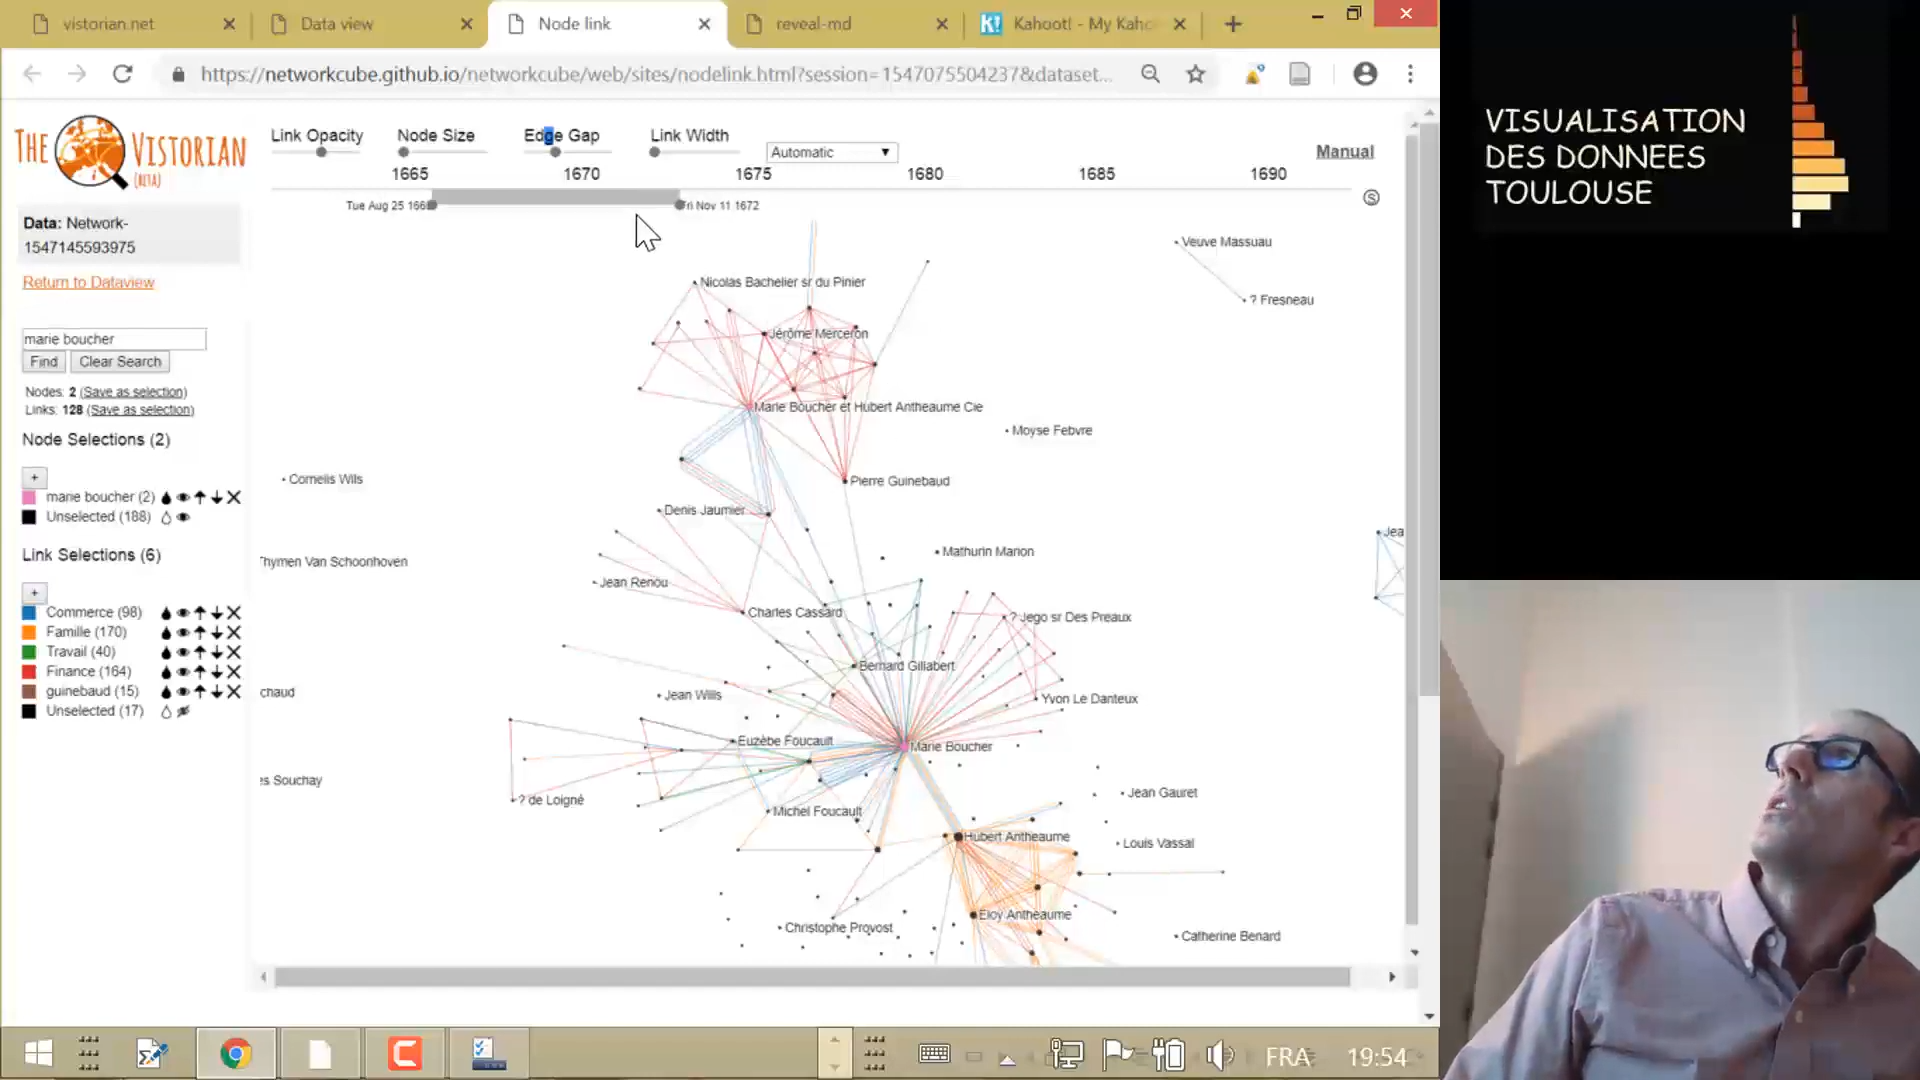 vistorian.net
Data view
Node link
reveal-md
Kahoot! - My Kaho
https://networkcube.github.io/networkcube/web/sites/nodelink.html?session=1547075504237&dataset...
THE VISTORIAN
(BETA)
Link Opacity
Node Size
Edge Gap
Link Width
Automatic
Manual
1665
1670
1675
1680
1685
1690
Tue Aug 25 166
Fri Nov 11 1672
Data: Network-
1547145593975
Return to Dataview
marie boucher
Find
Clear Search
Nodes: 2 (Save as selection)
Links: 128 (Save as selection)
Node Selections (2)
+
marie boucher (2)
Unselected (188)
Link Selections (6)
+
Commerce (98)
Famille (170)
Travail (40)
Finance (164)
guinebaud (15)
Unselected (17)
Veuve Massuau
? Fresneau
Nicolas Bachelier sr du Pinier
Jérôme Merceron
Marie Boucher et Hubert Antheaume Cie
Moyse Febvre
Cornelis Wils
Pierre Guinebaud
Denis Jaumier
Jea
Mathurin Marion
Thymen Van Schoonhoven
Jean Renou
Charles Cassard
? Jego sr Des Preaux
Bernard Gillabert
chaud
Jean Wills
Yvon Le Danteux
Euzèbe Foucault
Marie Boucher
es Souchay
? de Loigné
Michel Foucault
Jean Gauret
Hubert Antheaume
Louis Vassal
Eloy Antheaume
Christophe Provost
Catherine Benard
FRA
19:54
VISUALISATION
DES DONNEES
TOULOUSE